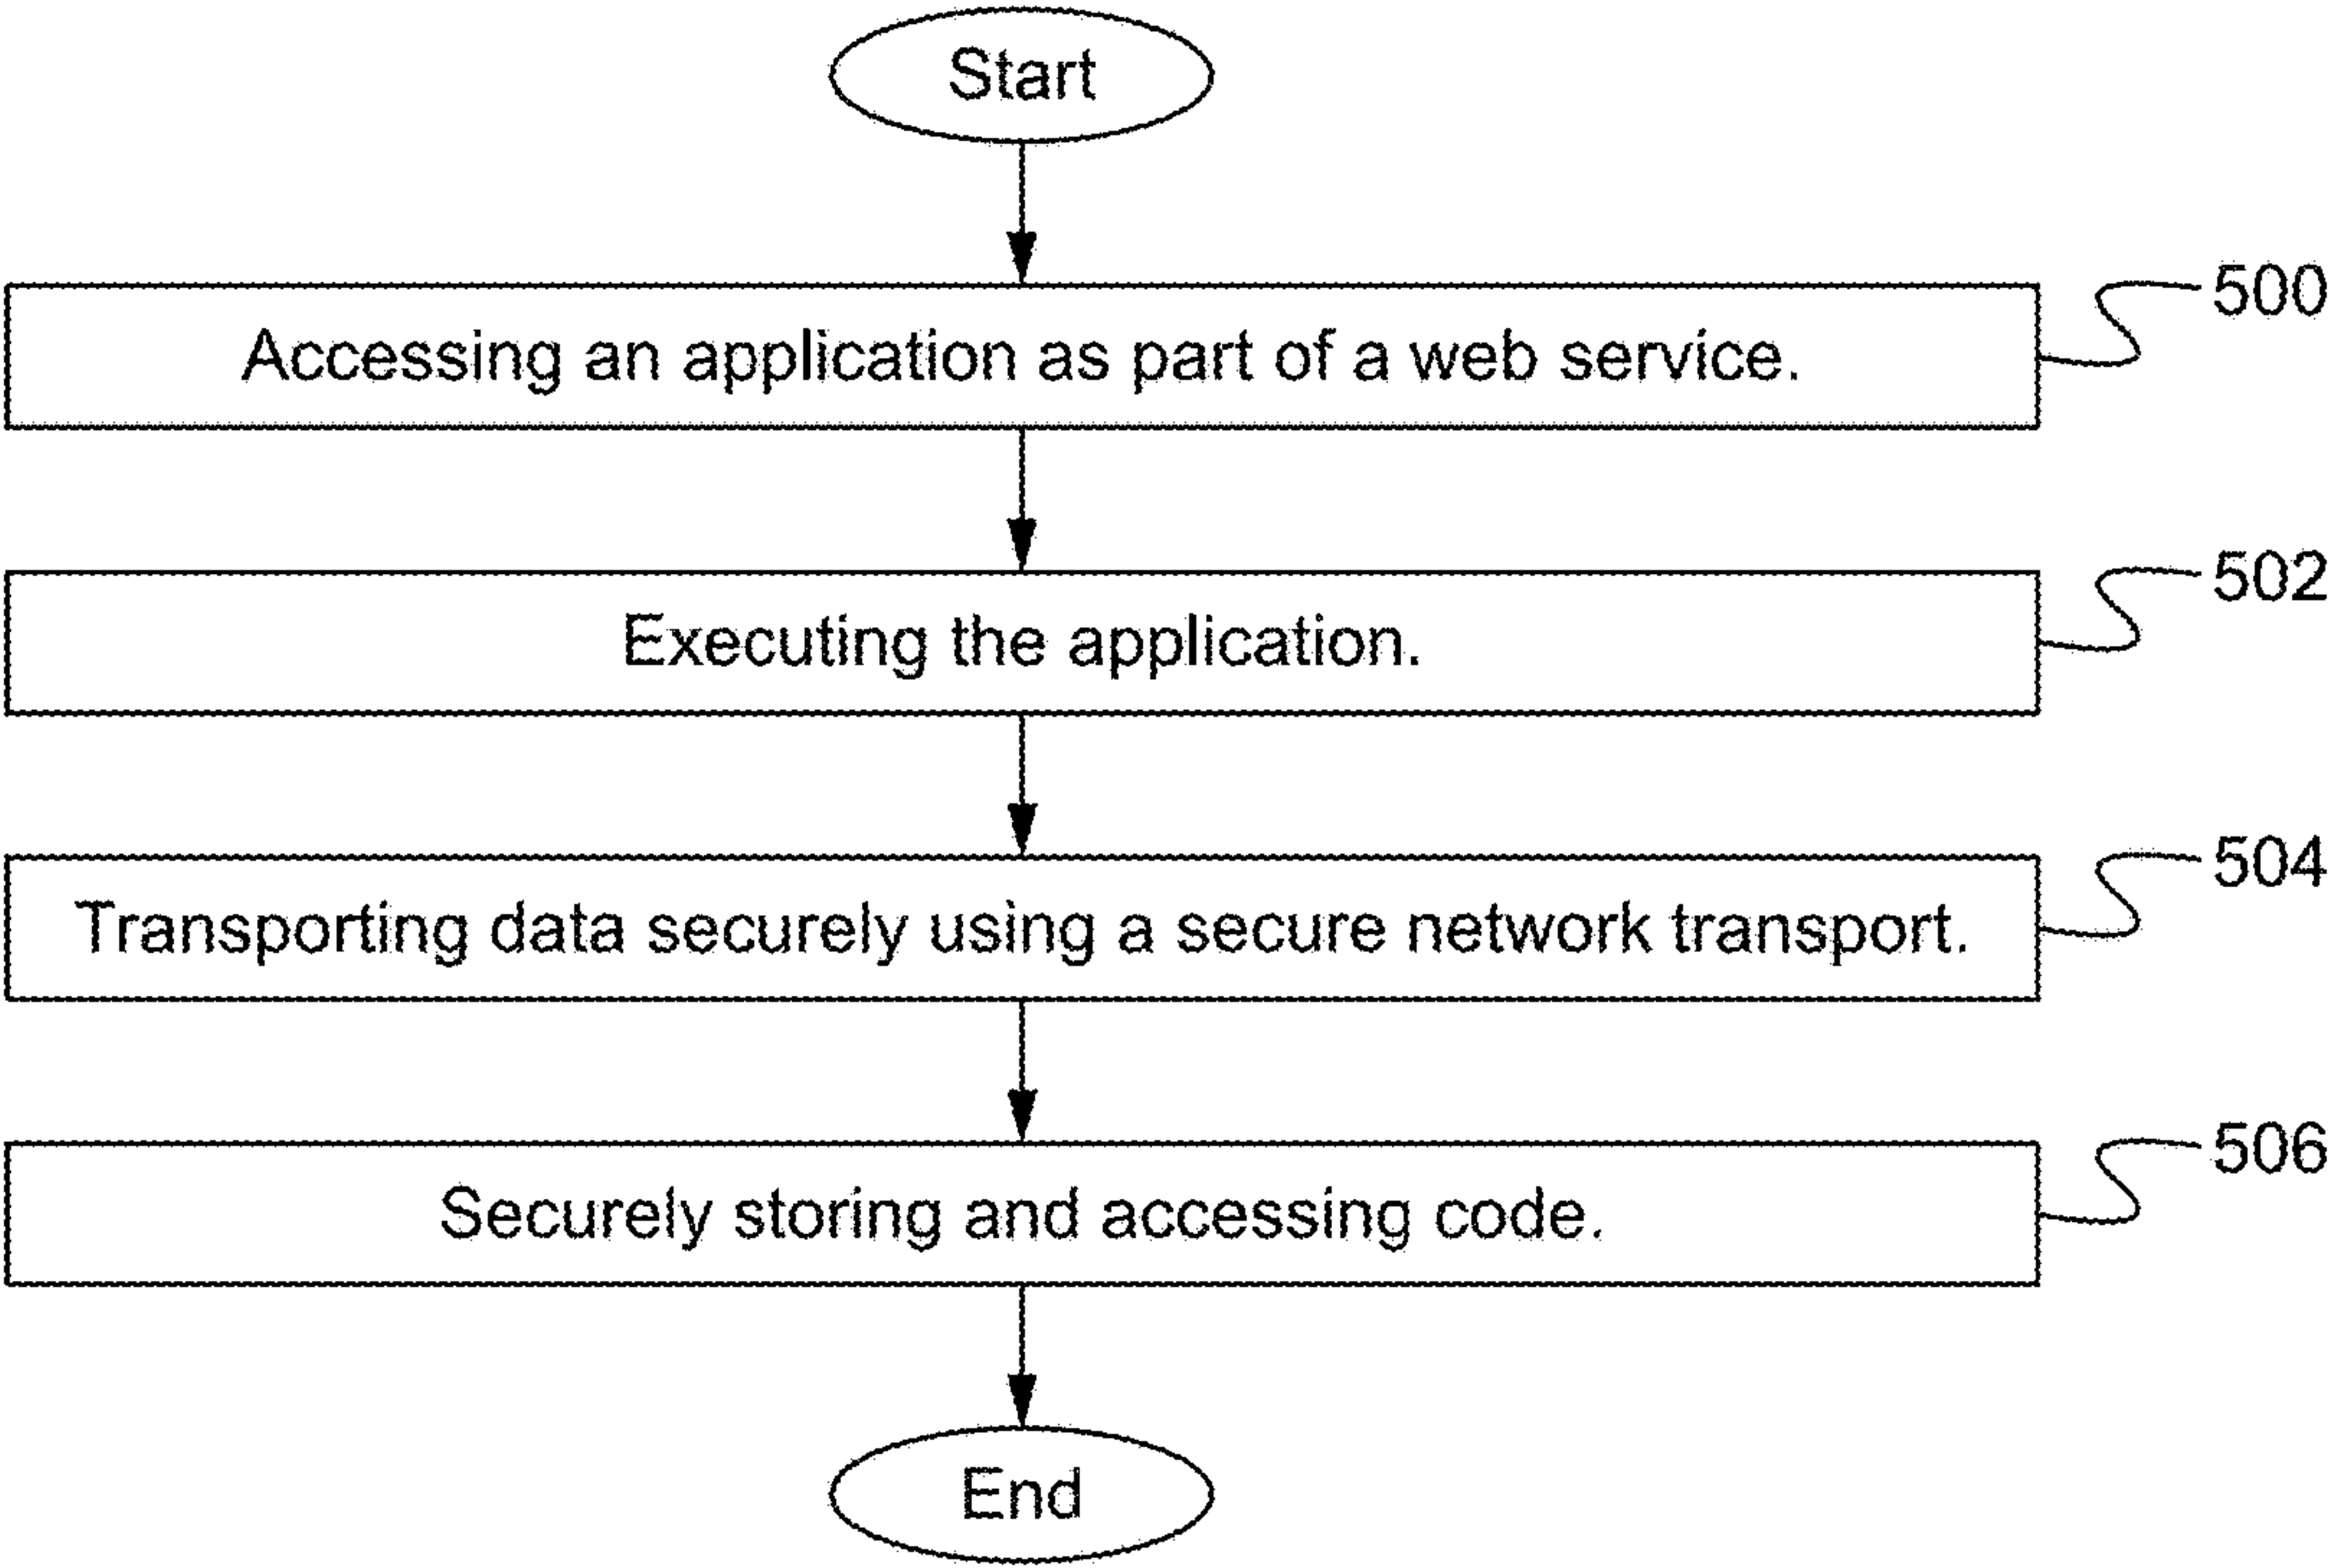 Start
500
Accessing an application as part of a web service.
502
Executing the application.
504
Transporting data securely using a secure network transport.
506
Securely storing and accessing code.
End